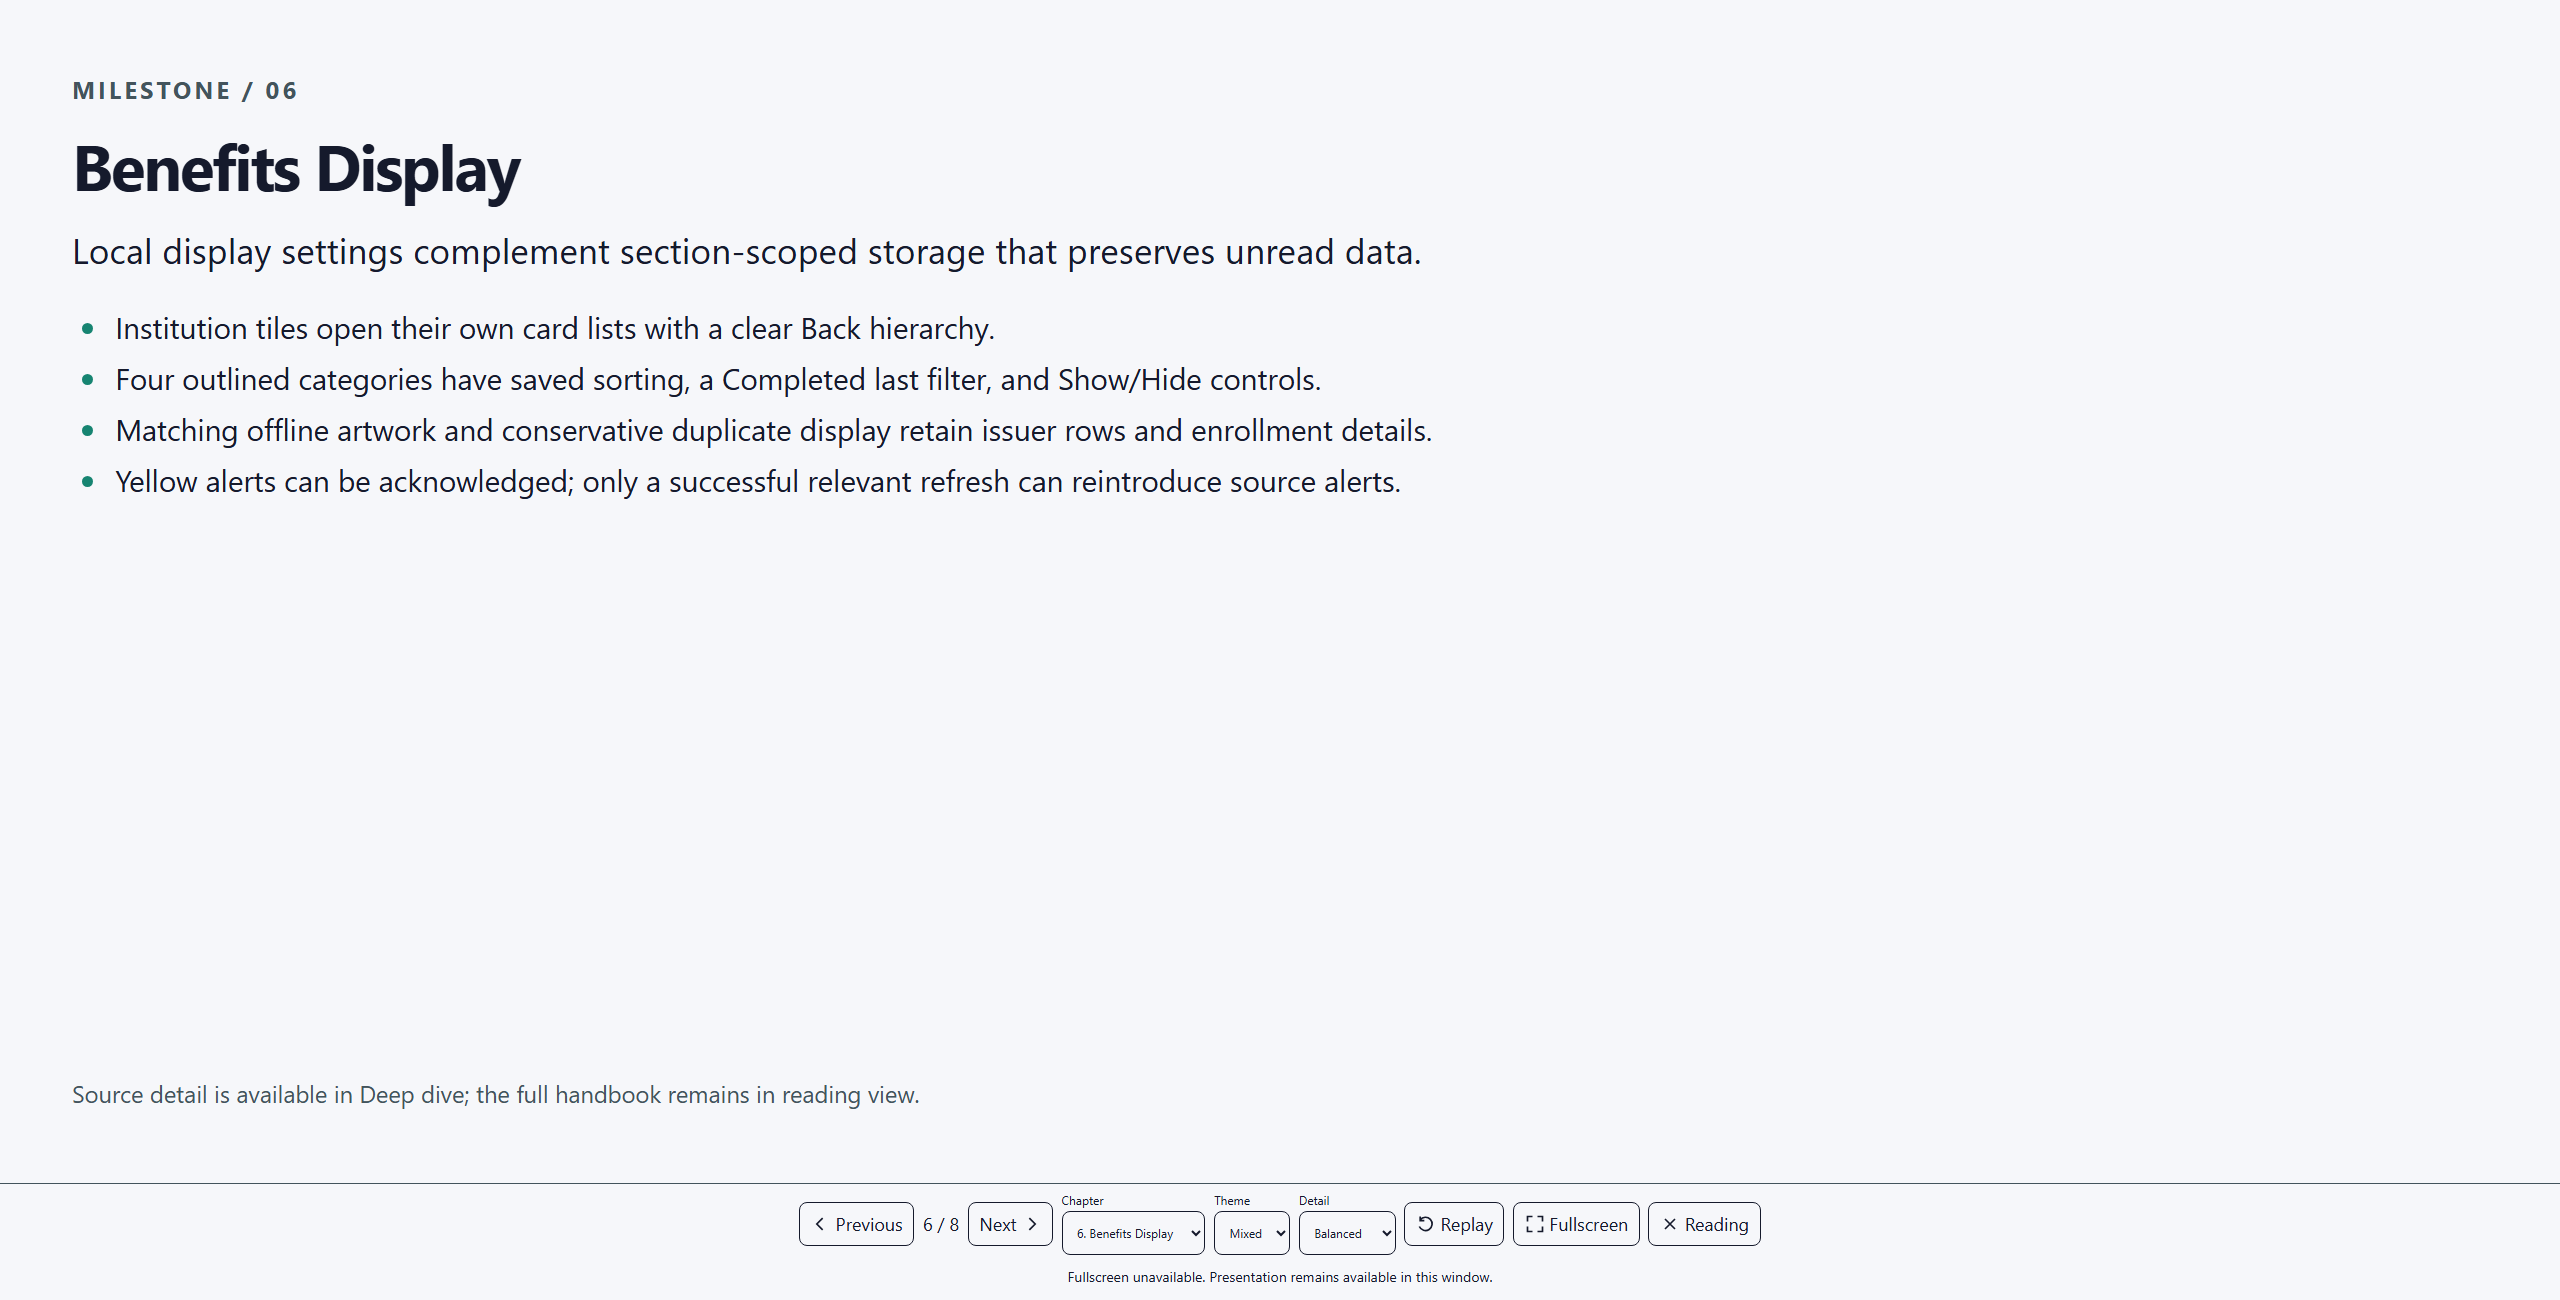 MILESTONE / 06
Benefits Display
Local display settings complement section-scoped storage that preserves unread data.
Institution tiles open their own card lists with a clear Back hierarchy.
Four outlined categories have saved sorting, a Completed last filter, and Show/Hide controls.
Matching offline artwork and conservative duplicate display retain issuer rows and enrollment details.
Yellow alerts can be acknowledged; only a successful relevant refresh can reintroduce source alerts.
Source detail is available in Deep dive; the full handbook remains in reading view.
Chapter Theme Detail
Previous 6 / 8 Next 6. Benefits Display Mixed Balanced Replay Fullscreen Reading
Fullscreen unavailable. Presentation remains available in this window.